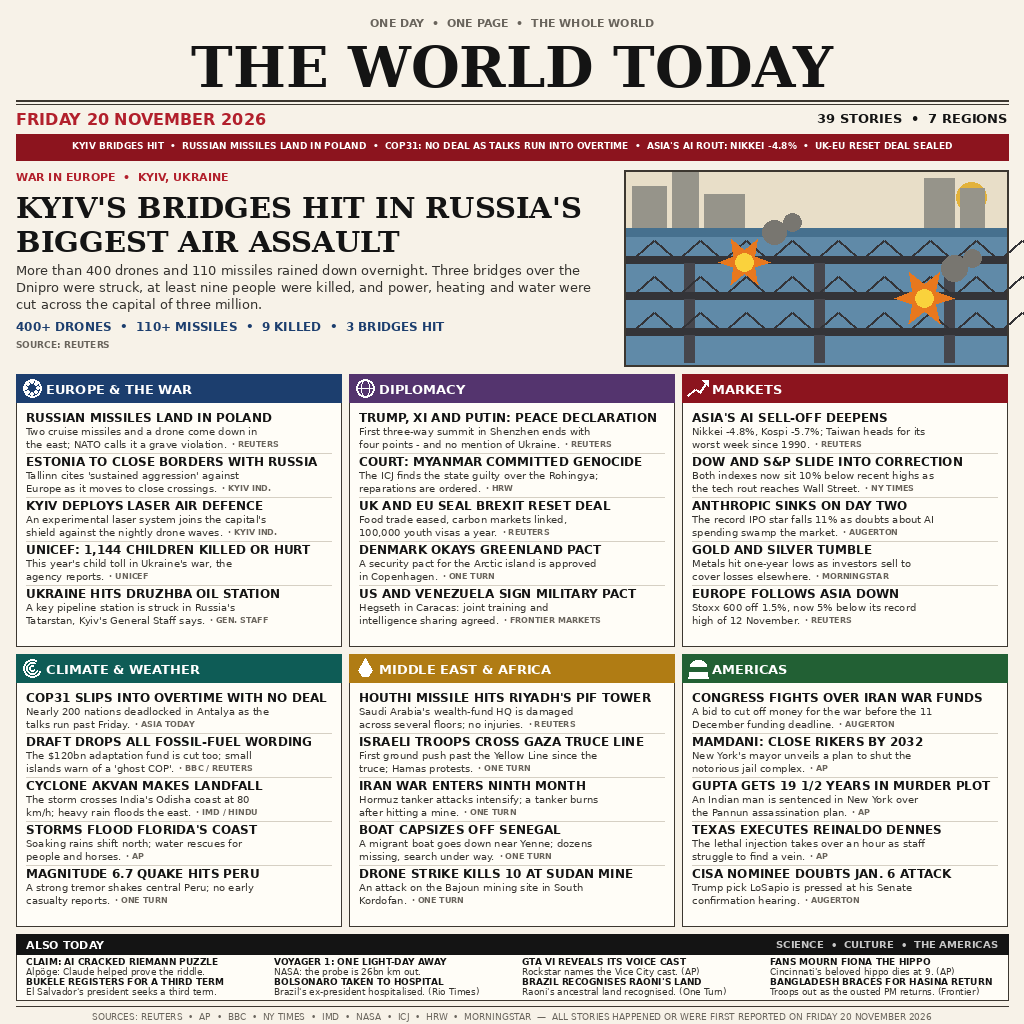 ONE DAY • ONE PAGE • THE WHOLE WORLD
THE WORLD TODAY
FRIDAY 20 NOVEMBER 2026
39 STORIES • 7 REGIONS
KYIV BRIDGES HIT • RUSSIAN MISSILES LAND IN POLAND • COP31: NO DEAL AS TALKS RUN INTO OVERTIME • ASIA'S AI ROUT: NIKKEI -4.8% • UK-EU RESET DEAL SEALED
WAR IN EUROPE • KYIV, UKRAINE
KYIV'S BRIDGES HIT IN RUSSIA'S
BIGGEST AIR ASSAULT
More than 400 drones and 110 missiles rained down overnight. Three bridges over the
Dnipro were struck, at least nine people were killed, and power, heating and water were
cut across the capital of three million.
400+ DRONES • 110+ MISSILES • 9 KILLED • 3 BRIDGES HIT
SOURCE: REUTERS
EUROPE & THE WAR
RUSSIAN MISSILES LAND IN POLAND
Two cruise missiles and a drone come down in
the east; NATO calls it a grave violation. · REUTERS
ESTONIA TO CLOSE BORDERS WITH RUSSIA
Tallinn cites 'sustained aggression' against
Europe as it moves to close crossings. · KYIV IND.
KYIV DEPLOYS LASER AIR DEFENCE
An experimental laser system joins the capital's
shield against the nightly drone waves. · KYIV IND.
UNICEF: 1,144 CHILDREN KILLED OR HURT
This year's child toll in Ukraine's war, the
agency reports. · UNICEF
UKRAINE HITS DRUZHBA OIL STATION
A key pipeline station is struck in Russia's
Tatarstan, Kyiv's General Staff says. · GEN. STAFF
DIPLOMACY
TRUMP, XI AND PUTIN: PEACE DECLARATION
First three-way summit in Shenzhen ends with
four points - and no mention of Ukraine. · REUTERS
COURT: MYANMAR COMMITTED GENOCIDE
The ICJ finds the state guilty over the Rohingya;
reparations are ordered. · HRW
UK AND EU SEAL BREXIT RESET DEAL
Food trade eased, carbon markets linked,
100,000 youth visas a year. · REUTERS
DENMARK OKAYS GREENLAND PACT
A security pact for the Arctic island is approved
in Copenhagen. · ONE TURN
US AND VENEZUELA SIGN MILITARY PACT
Hegseth in Caracas: joint training and
intelligence sharing agreed. · FRONTIER MARKETS
MARKETS
ASIA'S AI SELL-OFF DEEPENS
Nikkei -4.8%, Kospi -5.7%; Taiwan heads for its
worst week since 1990. · REUTERS
DOW AND S&P SLIDE INTO CORRECTION
Both indexes now sit 10% below recent highs as
the tech rout reaches Wall Street. · NY TIMES
ANTHROPIC SINKS ON DAY TWO
The record IPO star falls 11% as doubts about AI
spending swamp the market. · AUGERTON
GOLD AND SILVER TUMBLE
Metals hit one-year lows as investors sell to
cover losses elsewhere. · MORNINGSTAR
EUROPE FOLLOWS ASIA DOWN
Stoxx 600 off 1.5%, now 5% below its record
high of 12 November. · REUTERS
CLIMATE & WEATHER
COP31 SLIPS INTO OVERTIME WITH NO DEAL
Nearly 200 nations deadlocked in Antalya as the
talks run past Friday. · ASIA TODAY
DRAFT DROPS ALL FOSSIL-FUEL WORDING
The $120bn adaptation fund is cut too; small
islands warn of a 'ghost COP'. · BBC / REUTERS
CYCLONE AKVAN MAKES LANDFALL
The storm crosses India's Odisha coast at 80
km/h; heavy rain floods the east. · IMD / HINDU
STORMS FLOOD FLORIDA'S COAST
Soaking rains shift north; water rescues for
people and horses. · AP
MAGNITUDE 6.7 QUAKE HITS PERU
A strong tremor shakes central Peru; no early
casualty reports. · ONE TURN
MIDDLE EAST & AFRICA
HOUTHI MISSILE HITS RIYADH'S PIF TOWER
Saudi Arabia's wealth-fund HQ is damaged
across several floors; no injuries. · REUTERS
ISRAELI TROOPS CROSS GAZA TRUCE LINE
First ground push past the Yellow Line since the
truce; Hamas protests. · ONE TURN
IRAN WAR ENTERS NINTH MONTH
Hormuz tanker attacks intensify; a tanker burns
after hitting a mine. · ONE TURN
BOAT CAPSIZES OFF SENEGAL
A migrant boat goes down near Yenne; dozens
missing, search under way. · ONE TURN
DRONE STRIKE KILLS 10 AT SUDAN MINE
An attack on the Bajoun mining site in South
Kordofan. · ONE TURN
AMERICAS
CONGRESS FIGHTS OVER IRAN WAR FUNDS
A bid to cut off money for the war before the 11
December funding deadline. · AUGERTON
MAMDANI: CLOSE RIKERS BY 2032
New York's mayor unveils a plan to shut the
notorious jail complex. · AP
GUPTA GETS 19 1/2 YEARS IN MURDER PLOT
An Indian man is sentenced in New York over
the Pannun assassination plan. · AP
TEXAS EXECUTES REINALDO DENNES
The lethal injection takes over an hour as staff
struggle to find a vein. · AP
CISA NOMINEE DOUBTS JAN. 6 ATTACK
Trump pick LoSapio is pressed at his Senate
confirmation hearing. · AUGERTON
ALSO TODAY
SCIENCE • CULTURE • THE AMERICAS
CLAIM: AI CRACKED RIEMANN PUZZLE
Alpöge: Claude helped prove the riddle.
BUKELE REGISTERS FOR A THIRD TERM
El Salvador's president seeks a third term.
VOYAGER 1: ONE LIGHT-DAY AWAY
NASA: the probe is 26bn km out.
BOLSONARO TAKEN TO HOSPITAL
Brazil's ex-president hospitalised. (Rio Times)
GTA VI REVEALS ITS VOICE CAST
Rockstar names the Vice City cast. (AP)
BRAZIL RECOGNISES RAONI'S LAND
Raoni's ancestral land recognised. (One Turn)
FANS MOURN FIONA THE HIPPO
Cincinnati's beloved hippo dies at 9. (AP)
BANGLADESH BRACES FOR HASINA RETURN
Troops out as the ousted PM returns. (Frontier)
SOURCES: REUTERS • AP • BBC • NY TIMES • IMD • NASA • ICJ • HRW • MORNINGSTAR — ALL STORIES HAPPENED OR WERE FIRST REPORTED ON FRIDAY 20 NOVEMBER 2026